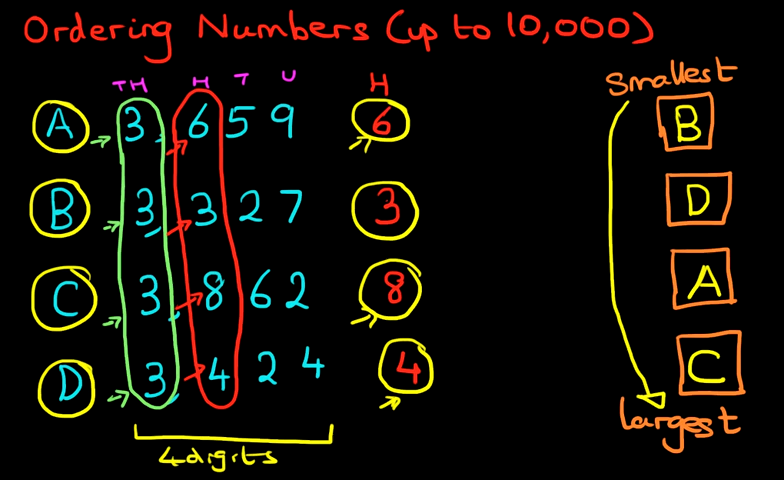 Ordering Numbers (up to 10,000)
TH H T U H Smallest
A 3 6 5 9 6 B
B 3 3 2 7 3 D
C 3 8 6 2 8 A
D 3 4 2 4 4 C
4 digits largest